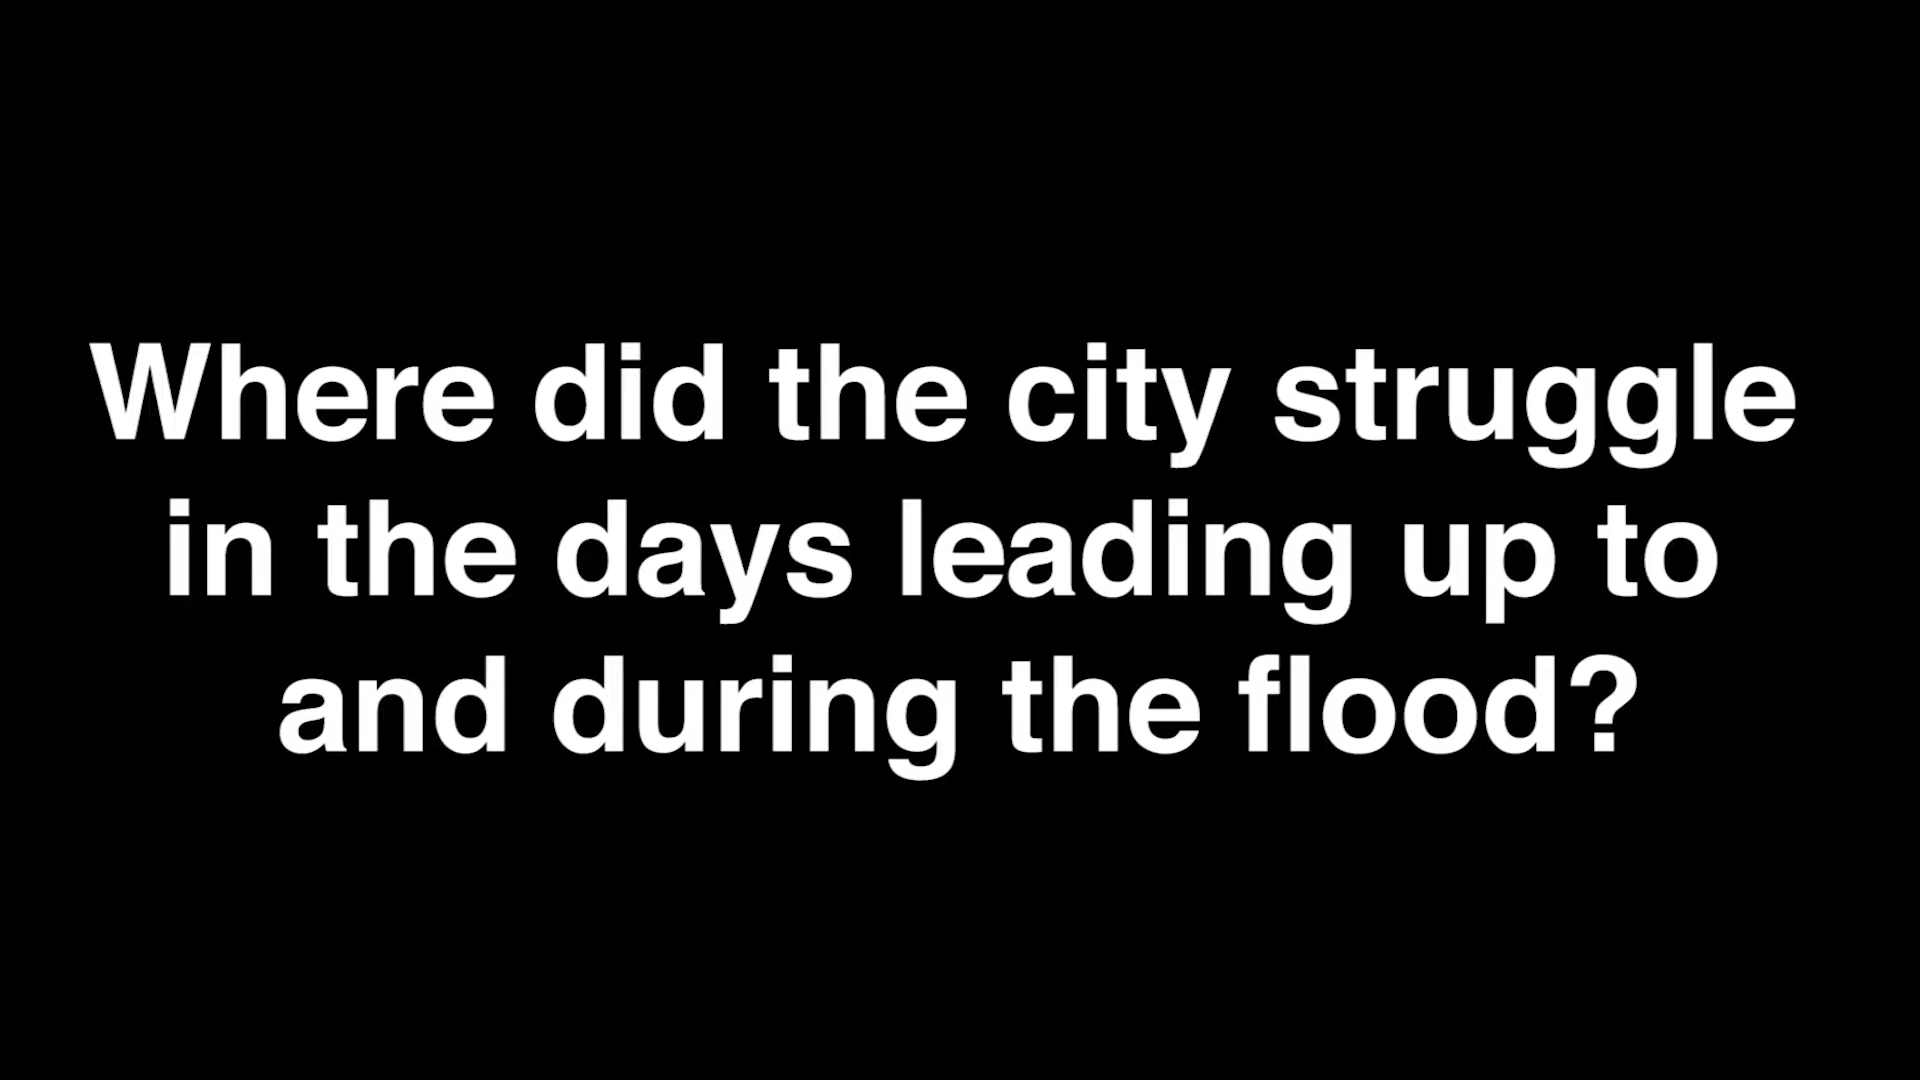 Where did the city struggle
in the days leading up to
and during the flood?